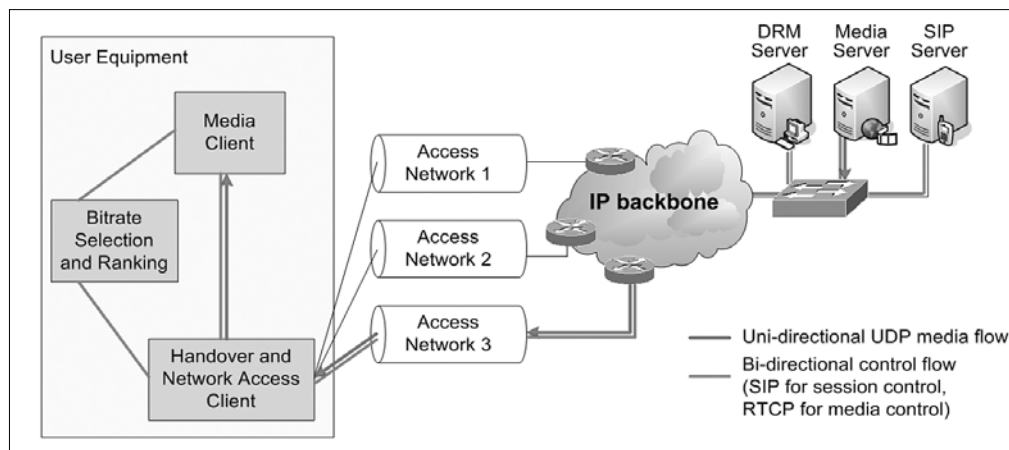 User Equipment
Media
Client
Bitrate
Selection
and Ranking
Handover and
Network Access
Client
Access
Network 1
Access
Network 2
Access
Network 3
IP backbone
DRM
Server
Media
Server
SIP
Server
Uni-directional UDP media flow
Bi-directional control flow
(SIP for session control,
RTCP for media control)